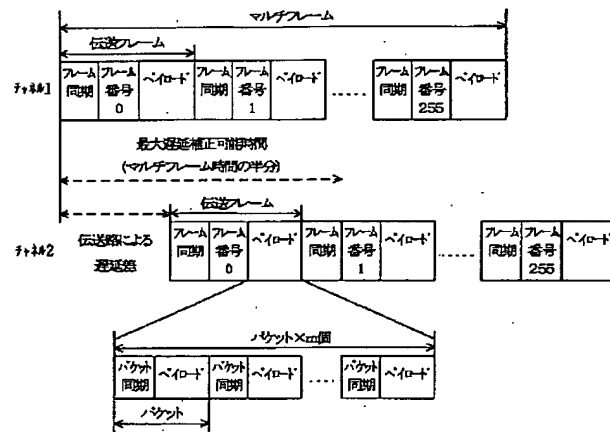 マルチフレーム
伝送フレーム
チャネル1
フレーム同期
フレーム番号0
ペイロード
フレーム同期
フレーム番号1
ペイロード
フレーム同期
フレーム番号255
ペイロード
最大遅延補正可能時間
(マルチフレーム時間の半分)
伝送フレーム
チャネル2
伝送路による
遅延差
フレーム同期
フレーム番号0
ペイロード
フレーム同期
フレーム番号1
ペイロード
フレーム同期
フレーム番号255
ペイロード
パケット×m個
パケット同期
ペイロード
パケット同期
ペイロード
パケット同期
ペイロード
パケット